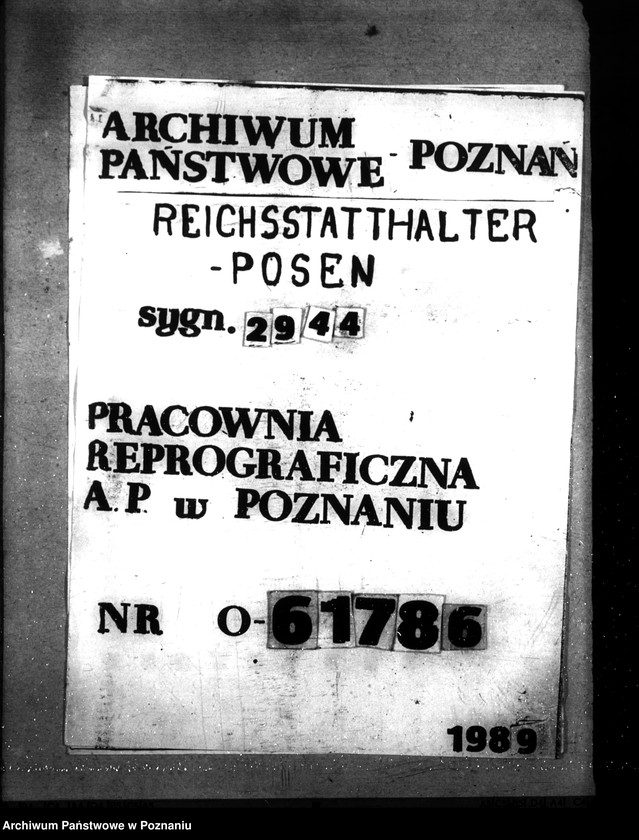 ARCHIWUM
PAŃSTWOWE - POZNAŃ
REICHSSTATTHALTER
-POSEN
sygn. 2944
PRACOWNIA
REPROGRAFICZNA
A.P. w POZNANIU
NR O-61786
1989
Archiwum Państwowe w Poznaniu